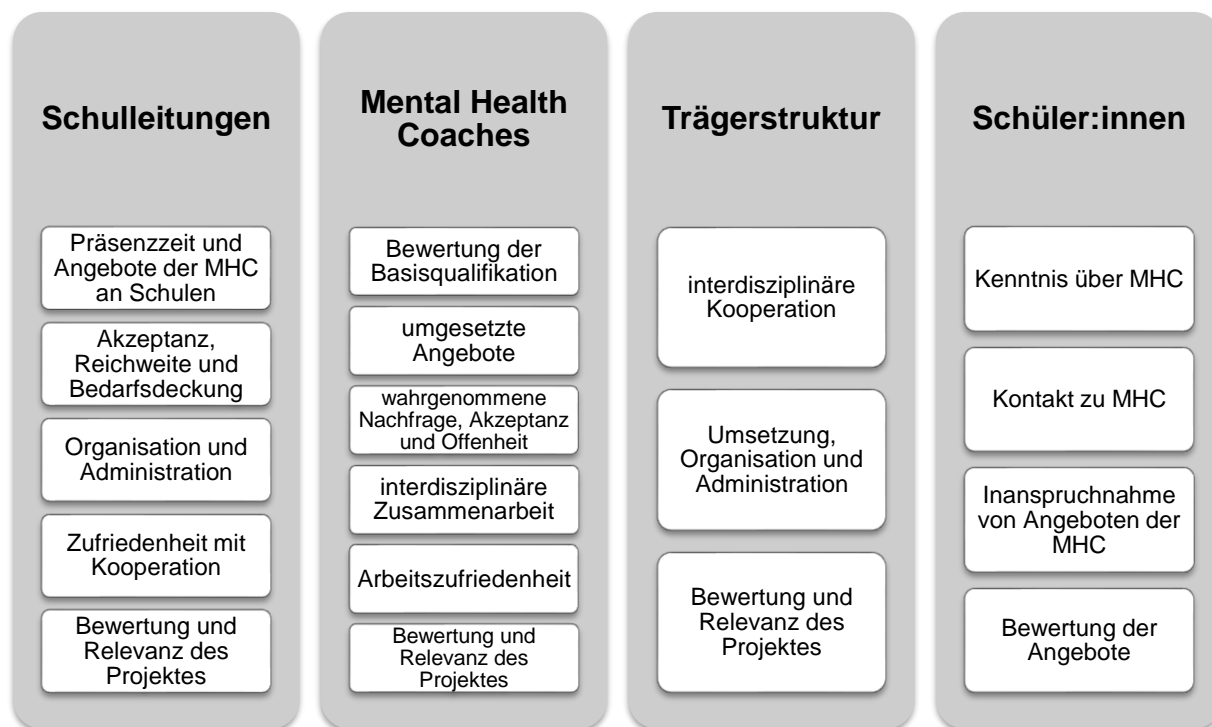 Schulleitungen
Präsenzzeit und
Angebote der MHC
an Schulen
Akzeptanz,
Reichweite und
Bedarfsdeckung
Organisation und
Administration
Zufriedenheit mit
Kooperation
Bewertung und
Relevanz des
Projektes
Mental Health
Coaches
Bewertung der
Basisqualifikation
umgesetzte
Angebote
wahrgenommene
Nachfrage, Akzeptanz
und Offenheit
interdisziplinäre
Zusammenarbeit
Arbeitszufriedenheit
Bewertung und
Relevanz des
Projektes
Trägerstruktur
interdisziplinäre
Kooperation
Umsetzung,
Organisation und
Administration
Bewertung und
Relevanz des
Projektes
Schüler:innen
Kenntnis über MHC
Kontakt zu MHC
Inanspruchnahme
von Angeboten der
MHC
Bewertung der
Angebote